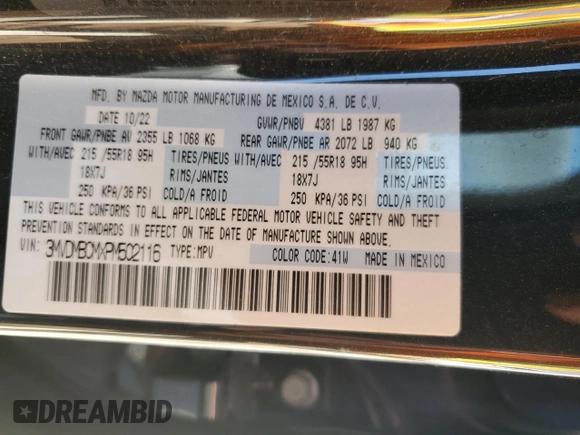 MFD. BY MAZDA MOTOR MANUFACTURING DE MEXICO S.A. DE C.V.
DATE 10/22 GVWR/PNBV 4381 LB 1987 KG
FRONT GAWR/PNBE AV 2355 LB 1068 KG REAR GAWR/PNBE AR 2072 LB 940 KG
WITH/AVEC 215 /55R18 95H TIRES/PNEUS WITH/AVEC 215 /55R18 95H TIRES/PNEUS
18X7J RIMS/JANTES 18X7J RIMS/JANTES
250 KPA/36 PSI COLD/A FROID 250 KPA/36 PSI COLD/A FROID
THIS VEHICLE CONFORMS TO ALL APPLICABLE FEDERAL MOTOR VEHICLE SAFETY AND THEFT
PREVENTION STANDARDS IN EFFECT ON THE DATE OF MANUFACTURE SHOWN ABOVE.
VIN: 3MVDMBCMXPM502116 TYPE:MPV COLOR CODE:41W MADE IN MEXICO
DREAMBID